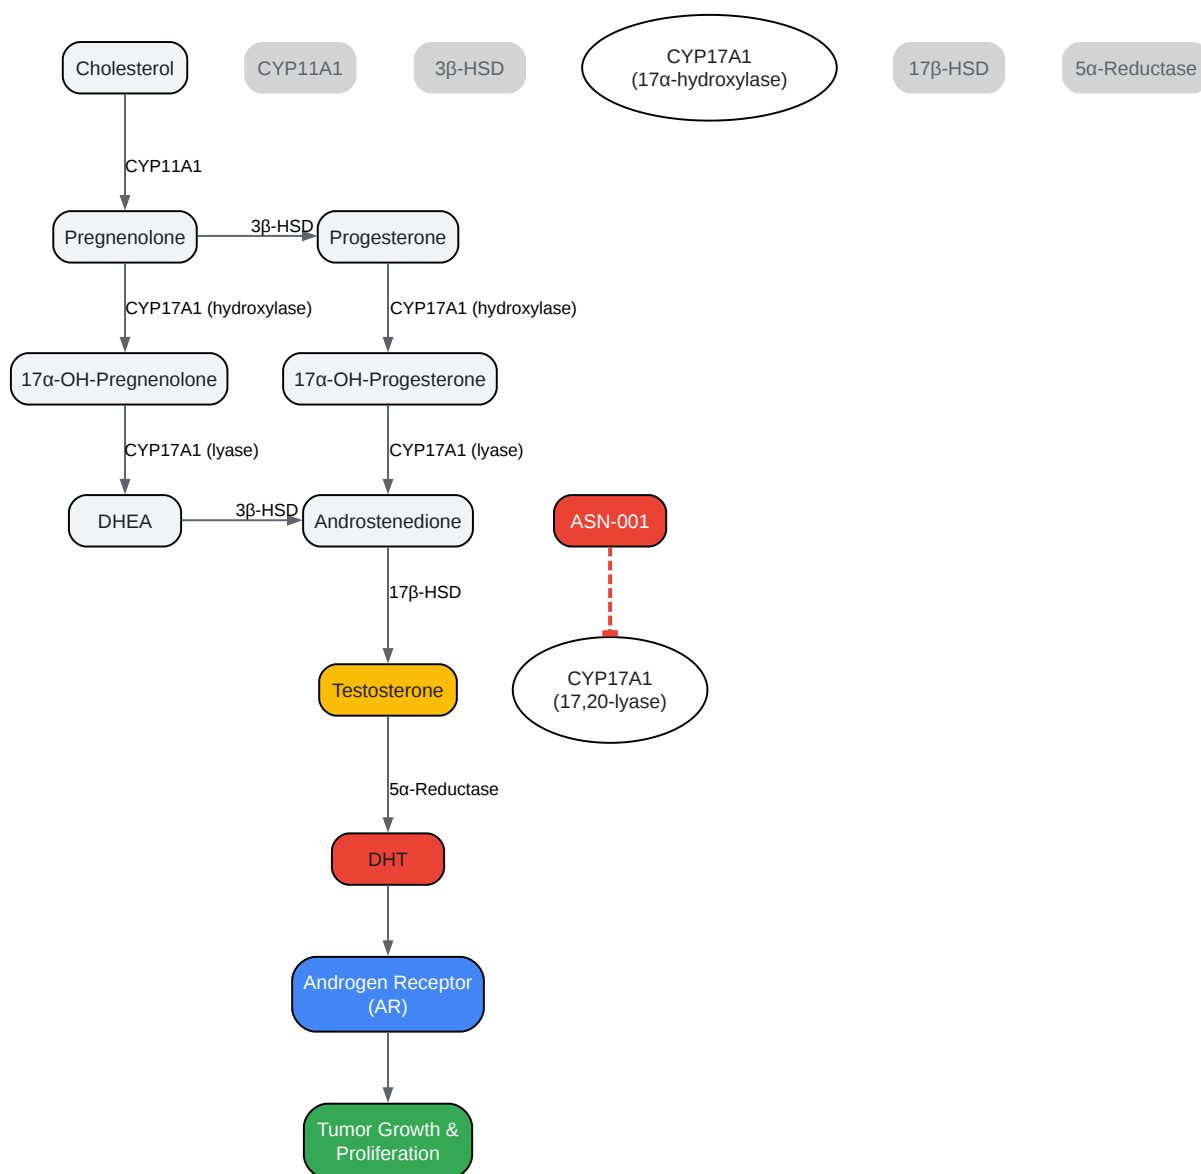 Cholesterol
CYP11A1
3β-HSD
CYP17A1
(17α-hydroxylase)
17β-HSD
5α-Reductase
CYP11A1
Pregnenolone
3β-HSD
Progesterone
CYP17A1 (hydroxylase)
CYP17A1 (hydroxylase)
17α-OH-Pregnenolone
17α-OH-Progesterone
CYP17A1 (lyase)
CYP17A1 (lyase)
DHEA
3β-HSD
Androstenedione
ASN-001
17β-HSD
CYP17A1
(17,20-lyase)
Testosterone
5α-Reductase
DHT
Androgen Receptor
(AR)
Tumor Growth &
Proliferation